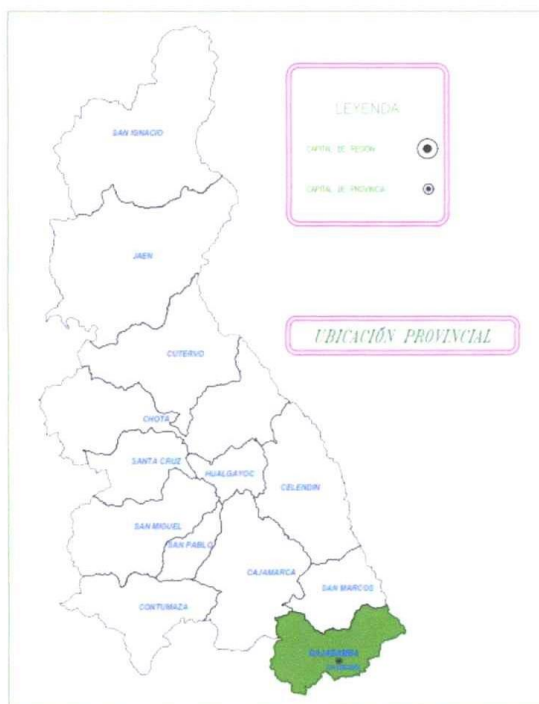 LEYENDA
SAN IGNACIO
CAPITAL DE REGION
CAPITAL DE PROVINCIA
JAEN
UBICACIÓN PROVINCIAL
CUTERVO
CHOTA
SANTA CRUZ
HUALGAYOC
CELENDIN
SAN MIGUEL
SAN PABLO
CAJAMARCA
SAN MARCOS
CONTUMAZA
CAJABAMBA